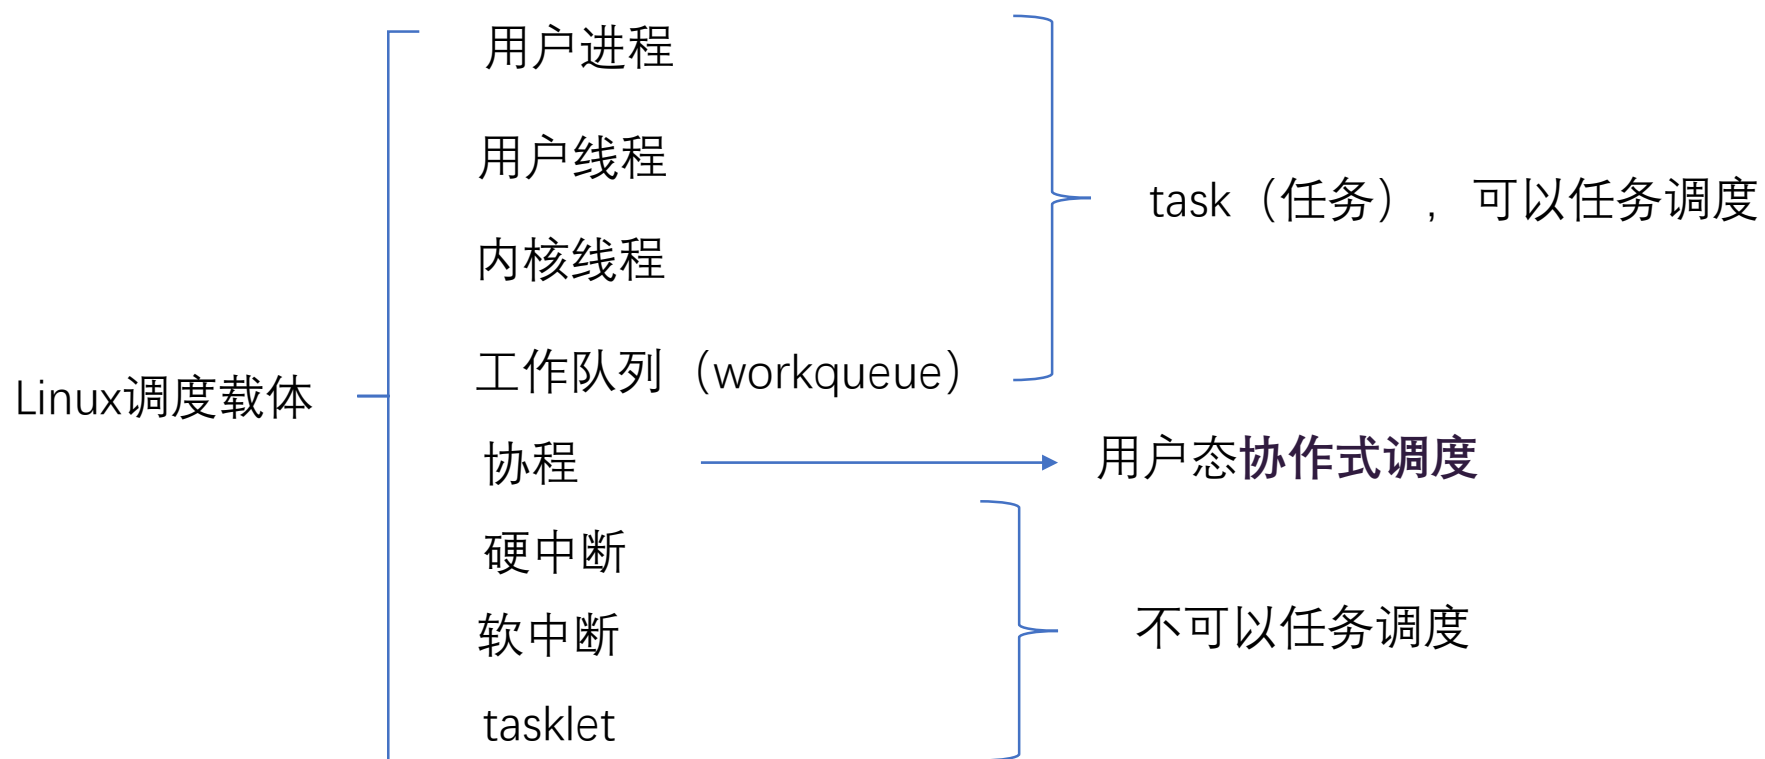 用户进程
用户线程
内核线程
工作队列（workqueue）
task（任务），可以任务调度
Linux调度载体
协程
用户态协作式调度
硬中断
软中断
tasklet
不可以任务调度